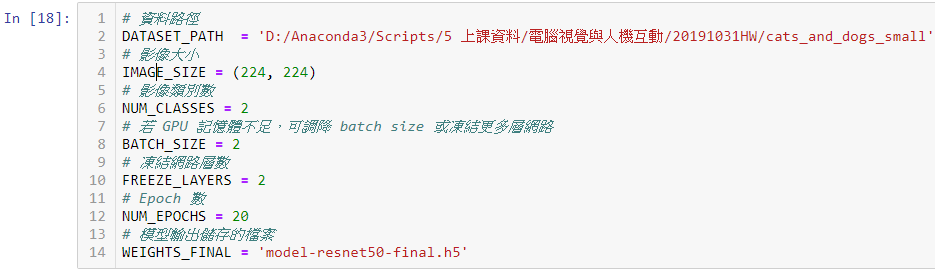 In [18]:
1 # 資料路徑
2 DATASET_PATH  = 'D:/Anaconda3/Scripts/5 上課資料/電腦視覺與人機互動/20191031HW/cats_and_dogs_small'
3 # 影像大小
4 IMAGE_SIZE = (224, 224)
5 # 影像類別數
6 NUM_CLASSES = 2
7 # 若 GPU 記憶體不足，可調降 batch size 或凍結更多層網路
8 BATCH_SIZE = 2
9 # 凍結網路層數
10 FREEZE_LAYERS = 2
11 # Epoch 數
12 NUM_EPOCHS = 20
13 # 模型輸出儲存的檔案
14 WEIGHTS_FINAL = 'model-resnet50-final.h5'